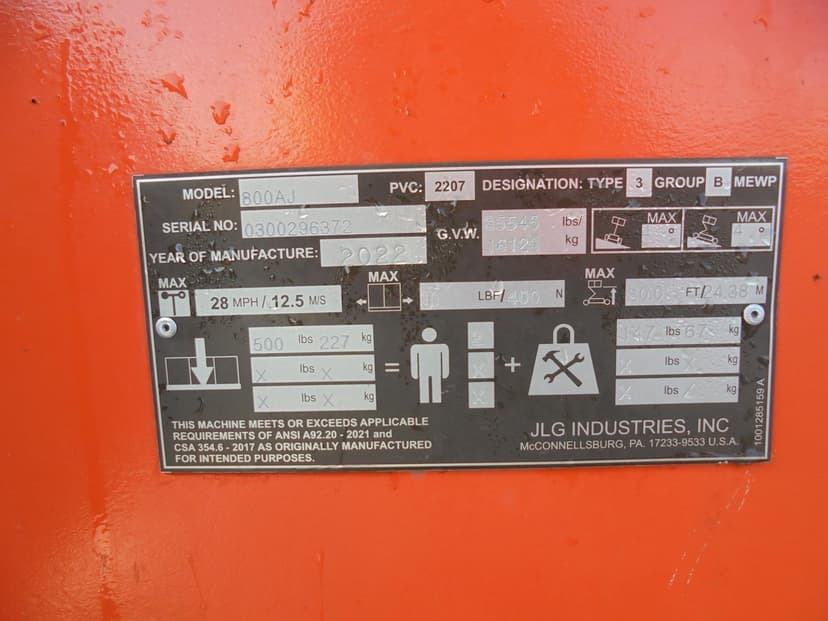 MODEL: 800AJ PVC: 2207 DESIGNATION: TYPE 3 GROUP B MEWP
SERIAL NO: 0300296372 G.V.W. lbs/ kg MAX MAX
YEAR OF MANUFACTURE: 2022
MAX 28 MPH / 12.5 M/S MAX LBF/ 400 N MAX FT/ 24.38 M
500 lbs 227 kg = 2 + 147 lbs 67 kg
X lbs X kg X X lbs kg
X lbs X kg X X lbs kg
THIS MACHINE MEETS OR EXCEEDS APPLICABLE
REQUIREMENTS OF ANSI A92.20 - 2021 and
CSA 354.6 - 2017 AS ORIGINALLY MANUFACTURED
FOR INTENDED PURPOSES.
JLG INDUSTRIES, INC
McCONNELLSBURG, PA. 17233-9533 U.S.A.
1001285159 A